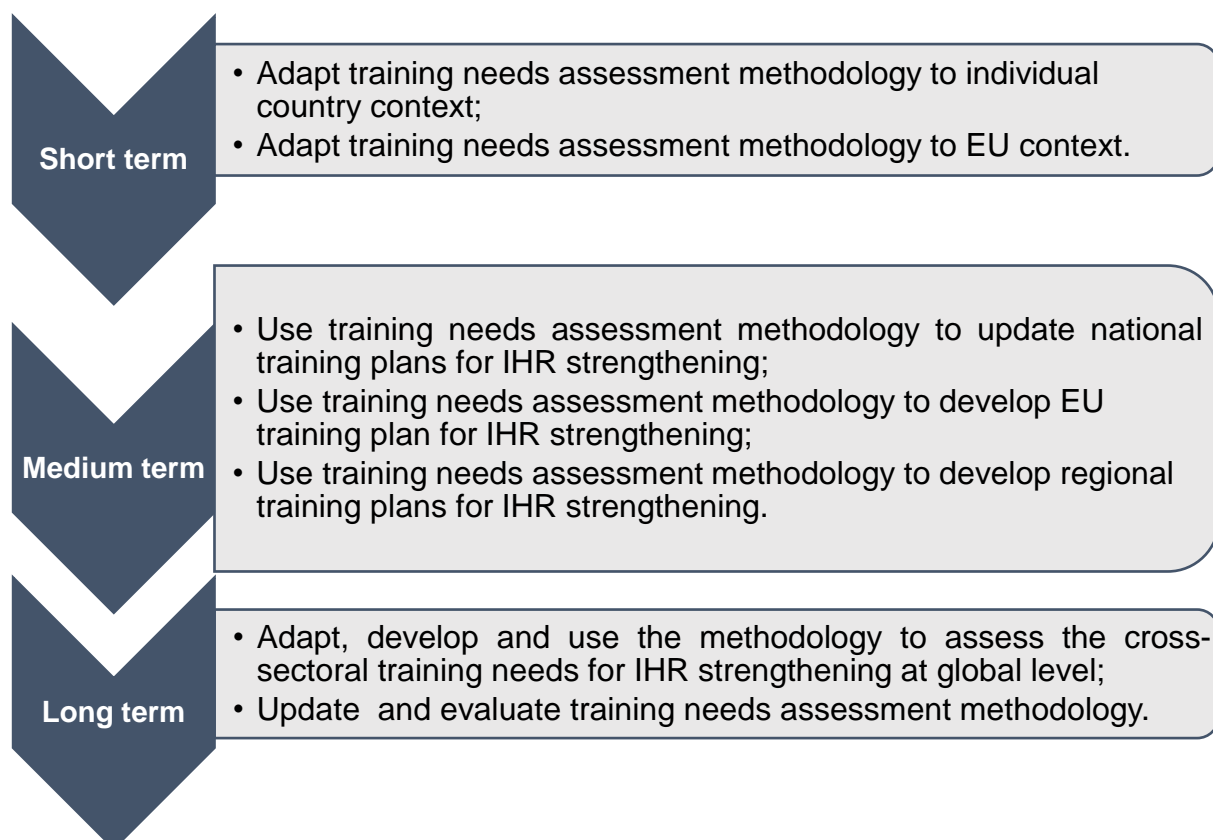 Short term
• Adapt training needs assessment methodology to individual
country context;
• Adapt training needs assessment methodology to EU context.
Medium term
• Use training needs assessment methodology to update national
training plans for IHR strengthening;
• Use training needs assessment methodology to develop EU
training plan for IHR strengthening;
• Use training needs assessment methodology to develop regional
training plans for IHR strengthening.
Long term
• Adapt, develop and use the methodology to assess the cross-
sectoral training needs for IHR strengthening at global level;
• Update and evaluate training needs assessment methodology.